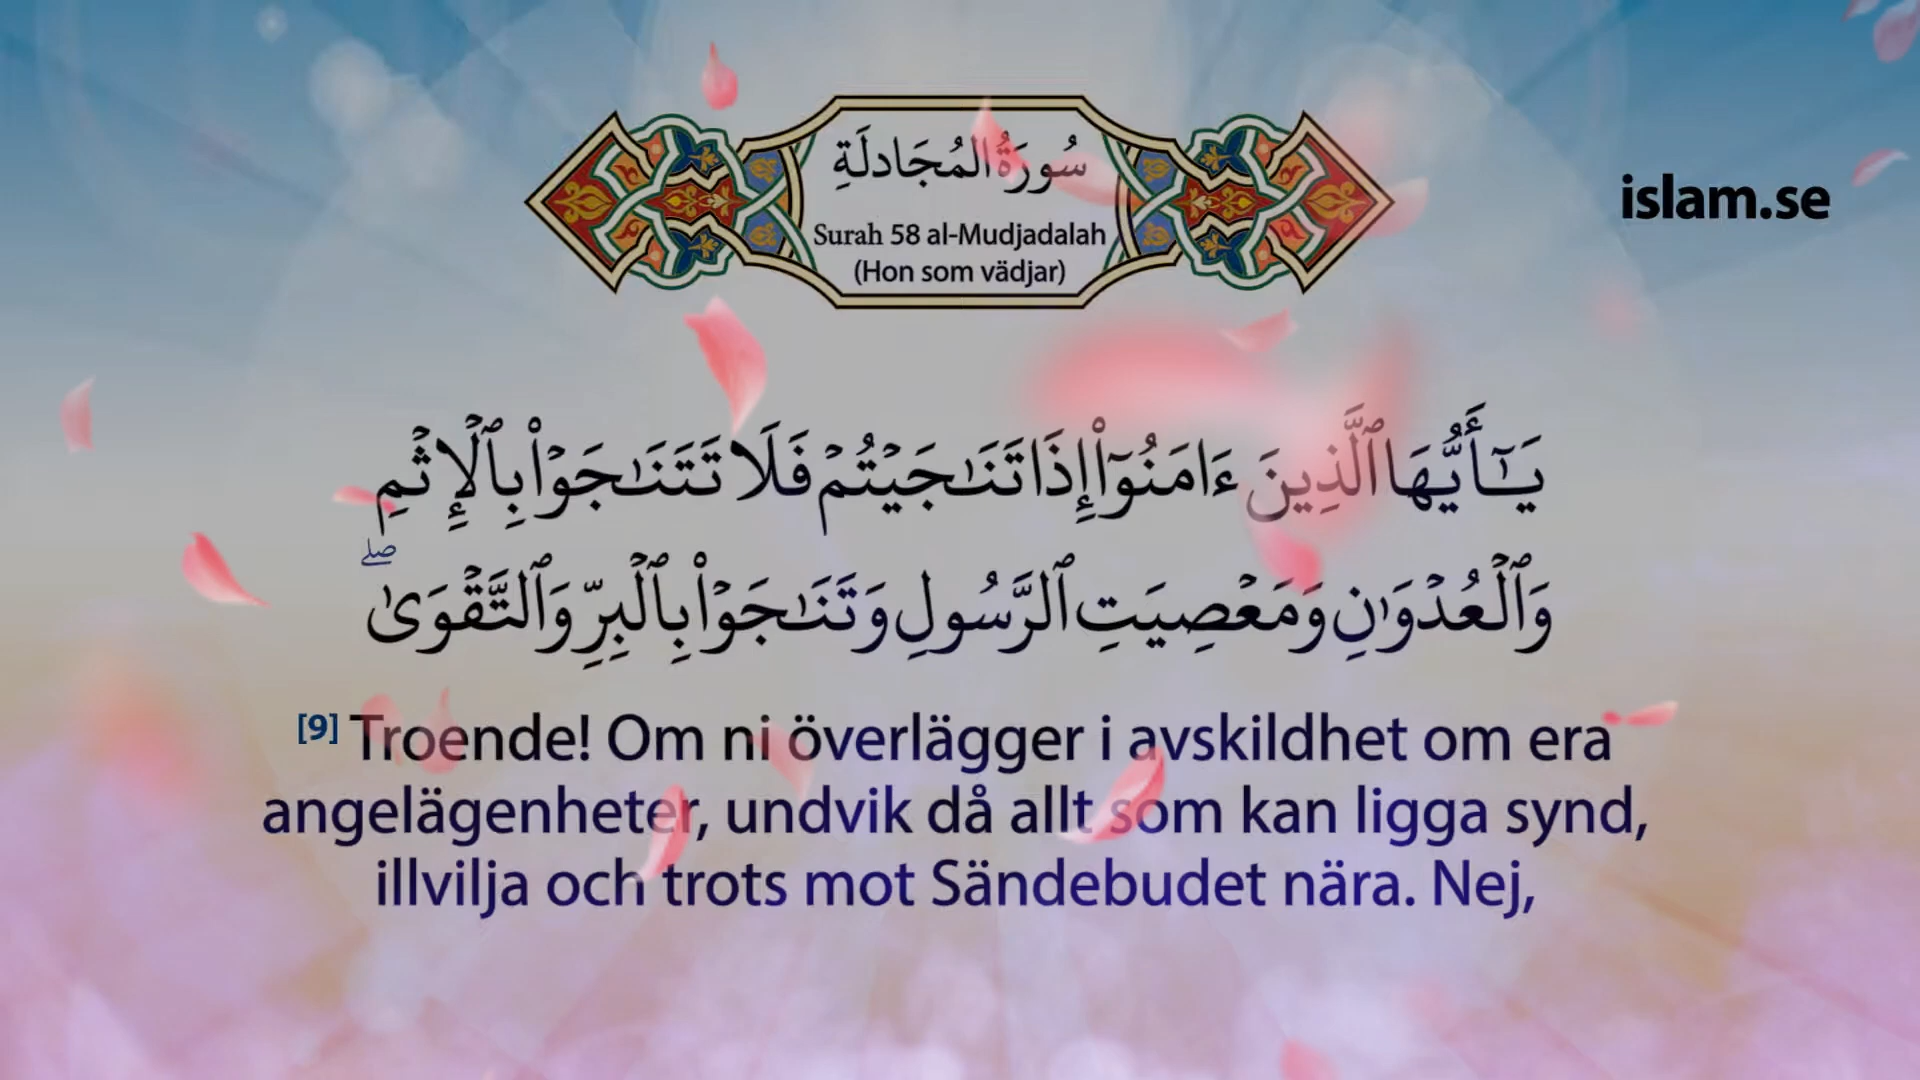 سُورَةُ المُجَادلَةِ
Surah 58 al-Mudjadalah
(Hon som vädjar)
islam.se
يَـٰٓأَيُّهَا ٱلَّذِينَ ءَامَنُوٓا۟ إِذَا تَنَـٰجَيْتُمْ فَلَا تَتَنَـٰجَوْا۟ بِٱلْإِثْمِ
وَٱلْعُدْوَٰنِ وَمَعْصِيَتِ ٱلرَّسُولِ وَتَنَـٰجَوْا۟ بِٱلْبِرِّ وَٱلتَّقْوَىٰ ۖ
[9] Troende! Om ni överlägger i avskildhet om era
angelägenheter, undvik då allt som kan ligga synd,
illvilja och trots mot Sändebudet nära. Nej,